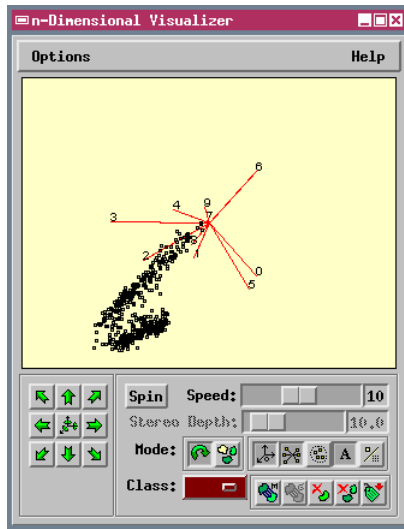 n-Dimensional Visualizer
Options Help
6
4 9
3 7
2 1
0
5
Spin Speed: 10
Stereo Depth: 10.0
Mode: A %
Class: M